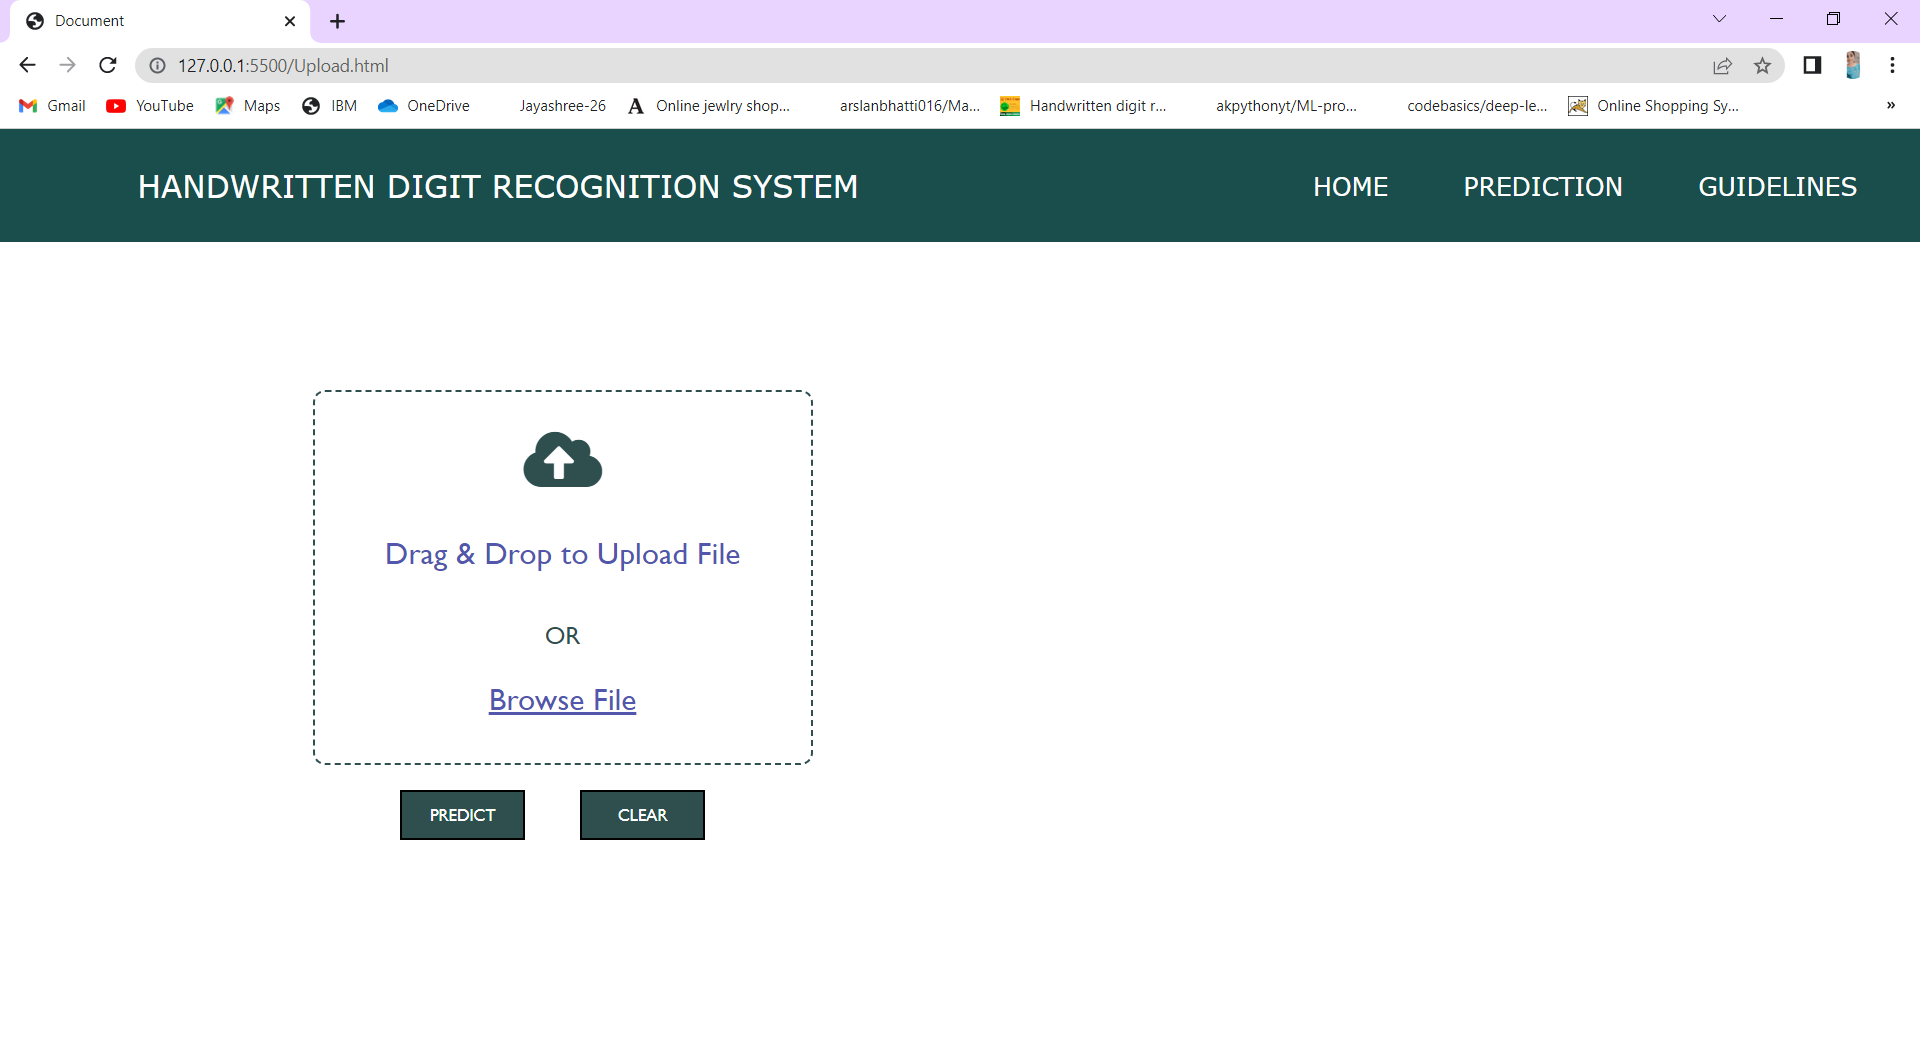 Document
127.0.0.1:5500/Upload.html
Gmail YouTube Maps IBM OneDrive Jayashree-26 Online jewlry shop... arslanbhatti016/Ma... Handwritten digit r... akpythonyt/ML-pro... codebasics/deep-le... Online Shopping Sy... »
HANDWRITTEN DIGIT RECOGNITION SYSTEM HOME PREDICTION GUIDELINES
Drag & Drop to Upload File
OR
Browse File
PREDICT CLEAR